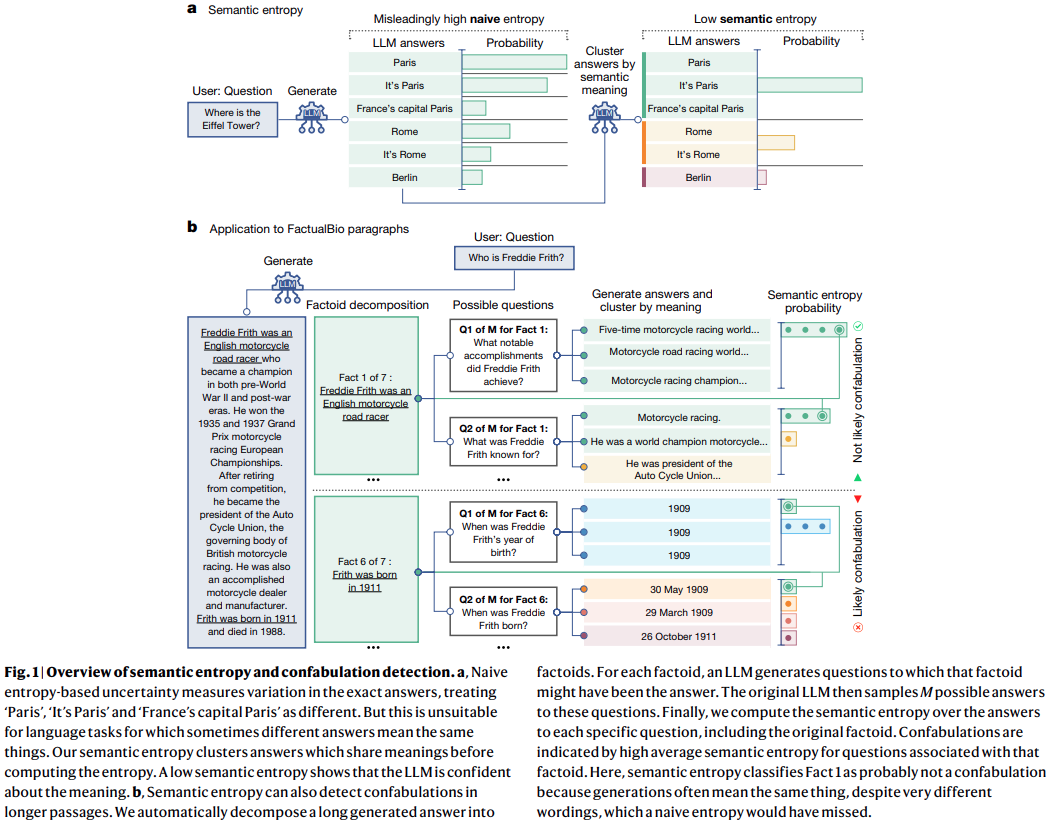 a Semantic entropy
Misleadingly high naive entropy
LLM answers
Probability
Paris
It's Paris
France's capital Paris
Rome
It's Rome
Berlin
User: Question
Where is the
Eiffel Tower?
Generate
LLM
Cluster
answers by
semantic
meaning
LLM
Low semantic entropy
LLM answers
Probability
Paris
It's Paris
France's capital Paris
Rome
It's Rome
Berlin
b Application to FactualBio paragraphs
User: Question
Who is Freddie Frith?
Generate
LLM
Freddie Frith was an
English motorcycle
road racer who
became a champion
in both pre-World
War II and post-war
eras. He won the
1935 and 1937 Grand
Prix motorcycle
racing European
Championships.
After retiring
from competition,
he became the
president of the Auto
Cycle Union, the
governing body of
British motorcycle
racing. He was also
an accomplished
motorcycle dealer
and manufacturer.
Frith was born in 1911
and died in 1988.
Factoid decomposition
Fact 1 of 7 :
Freddie Frith was an
English motorcycle
road racer
...
Fact 6 of 7 :
Frith was born
in 1911
...
Possible questions
Q1 of M for Fact 1:
What notable
accomplishments
did Freddie Frith
achieve?
Q2 of M for Fact 1:
What was Freddie
Frith known for?
...
Q1 of M for Fact 6:
When was Freddie
Frith's year of
birth?
Q2 of M for Fact 6:
When was Freddie
Frith born?
...
Generate answers and
cluster by meaning
Five-time motorcycle racing world...
Motorcycle road racing world...
Motorcycle racing champion...
Motorcycle racing.
He was a world champion motorcycle...
He was president of the
Auto Cycle Union...
1909
1909
1909
30 May 1909
29 March 1909
26 October 1911
Semantic entropy
probability
Not likely confabulation
Likely confabulation
Fig. 1 | Overview of semantic entropy and confabulation detection. a, Naive
entropy-based uncertainty measures variation in the exact answers, treating
'Paris', 'It's Paris' and 'France's capital Paris' as different. But this is unsuitable
for language tasks for which sometimes different answers mean the same
things. Our semantic entropy clusters answers which share meanings before
computing the entropy. A low semantic entropy shows that the LLM is confident
about the meaning. b, Semantic entropy can also detect confabulations in
longer passages. We automatically decompose a long generated answer into
factoids. For each factoid, an LLM generates questions to which that factoid
might have been the answer. The original LLM then samples M possible answers
to these questions. Finally, we compute the semantic entropy over the answers
to each specific question, including the original factoid. Confabulations are
indicated by high average semantic entropy for questions associated with that
factoid. Here, semantic entropy classifies Fact 1 as probably not a confabulation
because generations often mean the same thing, despite very different
wordings, which a naive entropy would have missed.